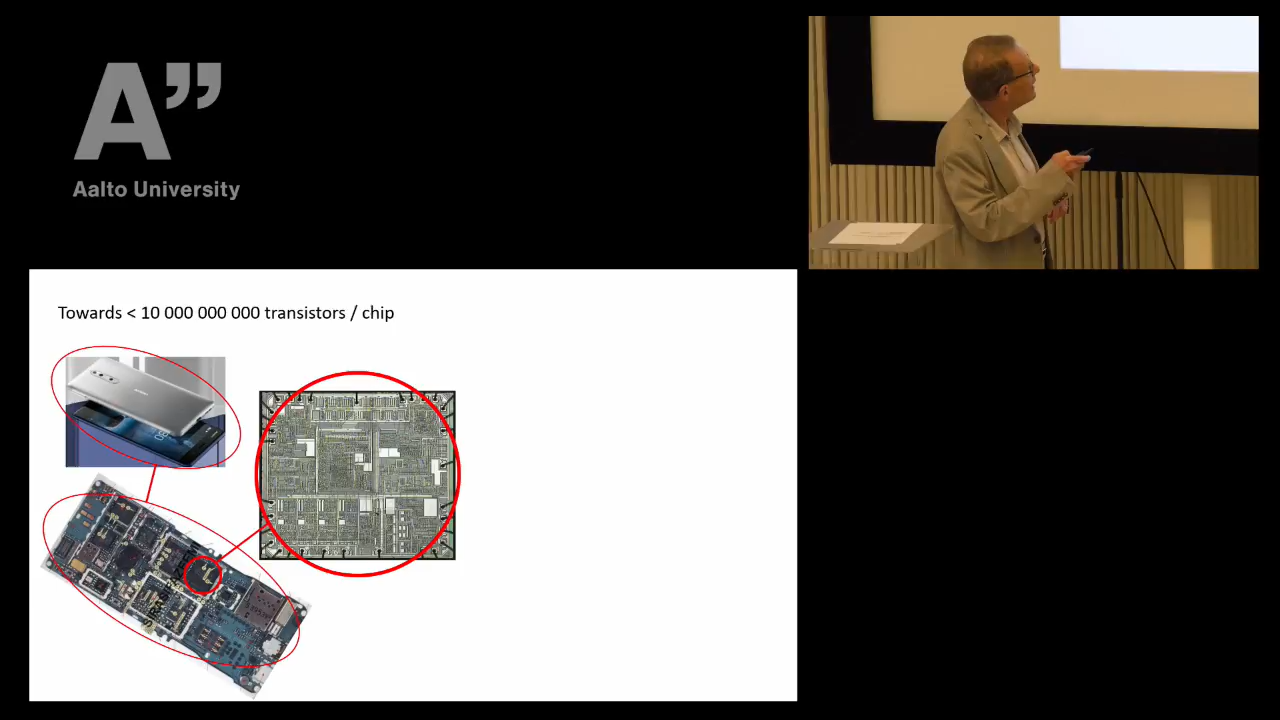 A”
Aalto University
Towards < 10 000 000 000 transistors / chip